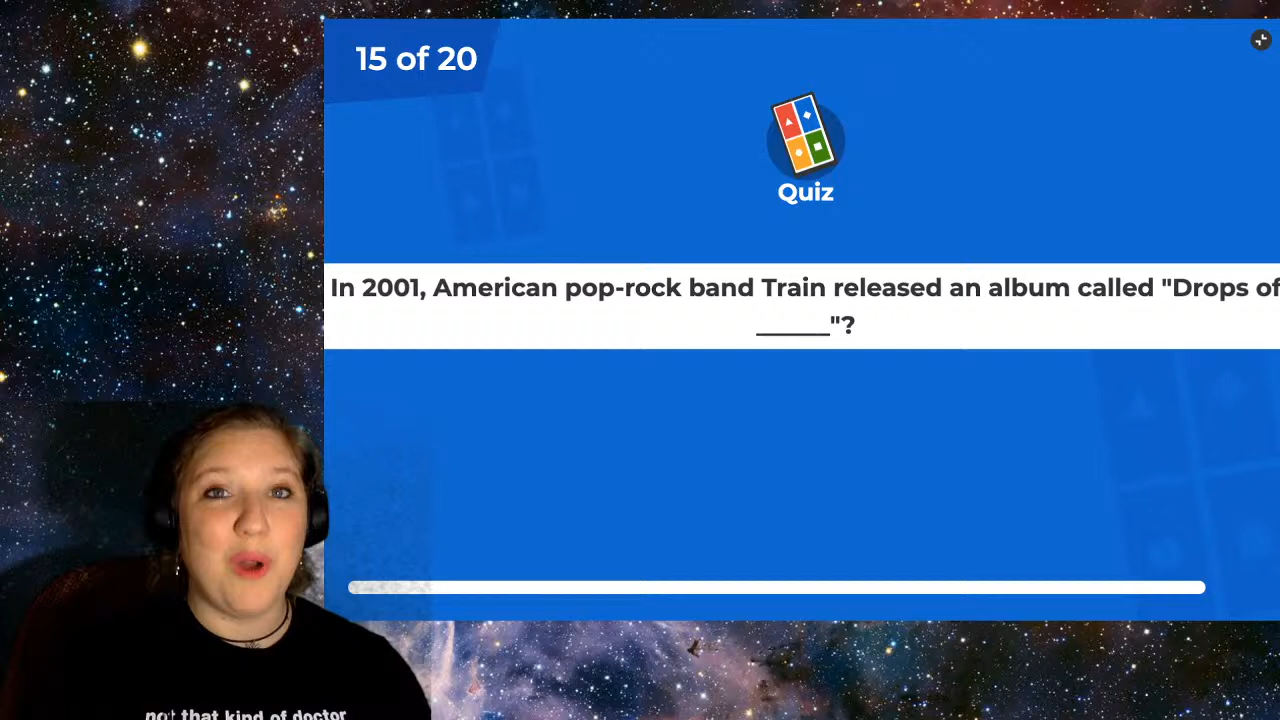 15 of 20
Quiz
In 2001, American pop-rock band Train released an album called "Drops of
______"?
not that kind of doctor